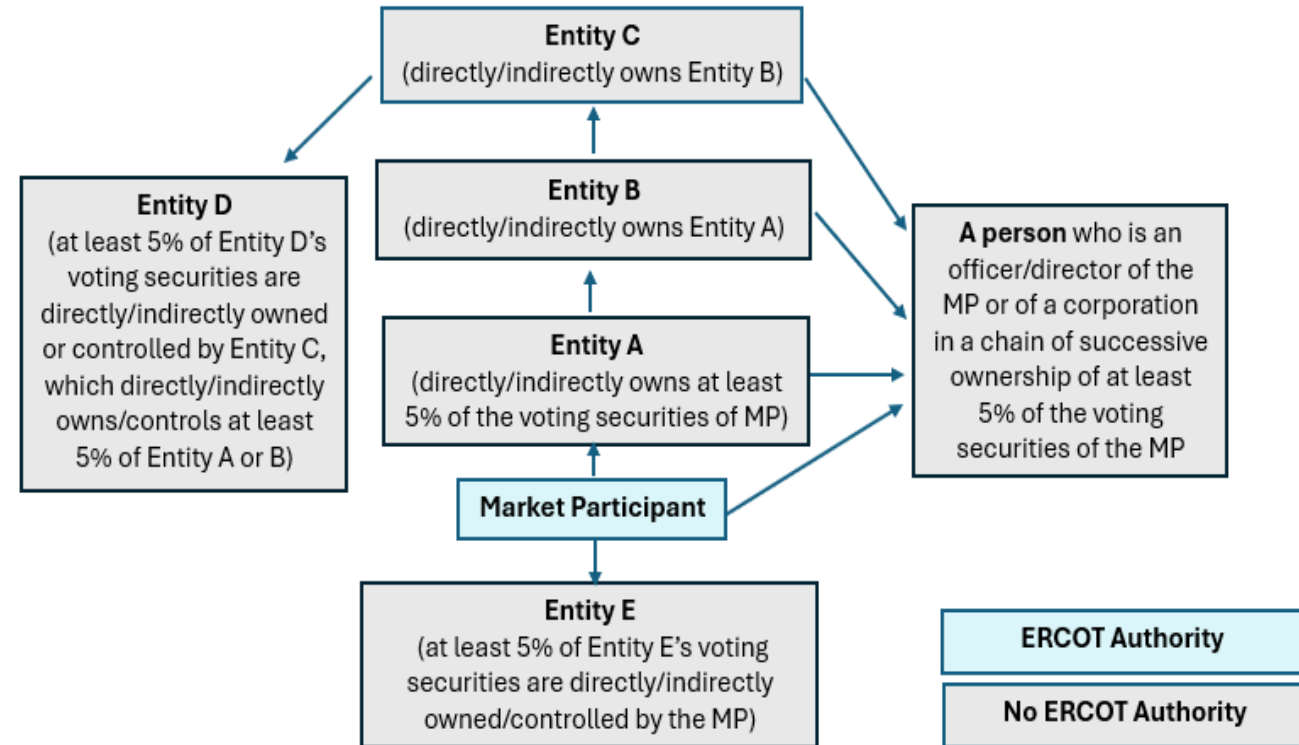 Entity C
(directly/indirectly owns Entity B)
Entity B
(directly/indirectly owns Entity A)
Entity D
(at least 5% of Entity D’s
voting securities are
directly/indirectly owned
or controlled by Entity C,
which directly/indirectly
owns/controls at least
5% of Entity A or B)
A person who is an
officer/director of the
MP or of a corporation
in a chain of successive
ownership of at least
5% of the voting
securities of the MP
Entity A
(directly/indirectly owns at least
5% of the voting securities of MP)
Market Participant
Entity E
(at least 5% of Entity E’s voting
securities are directly/indirectly
owned/controlled by the MP)
ERCOT Authority
No ERCOT Authority